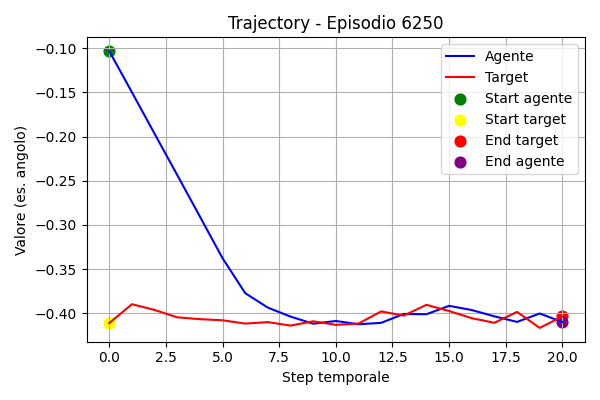 Trajectory - Episodio 6250
Valore (es. angolo)
−0.10
−0.15
−0.20
−0.25
−0.30
−0.35
−0.40
Agente
Target
Start agente
Start target
End target
End agente
0.0 2.5 5.0 7.5 10.0 12.5 15.0 17.5 20.0
Step temporale